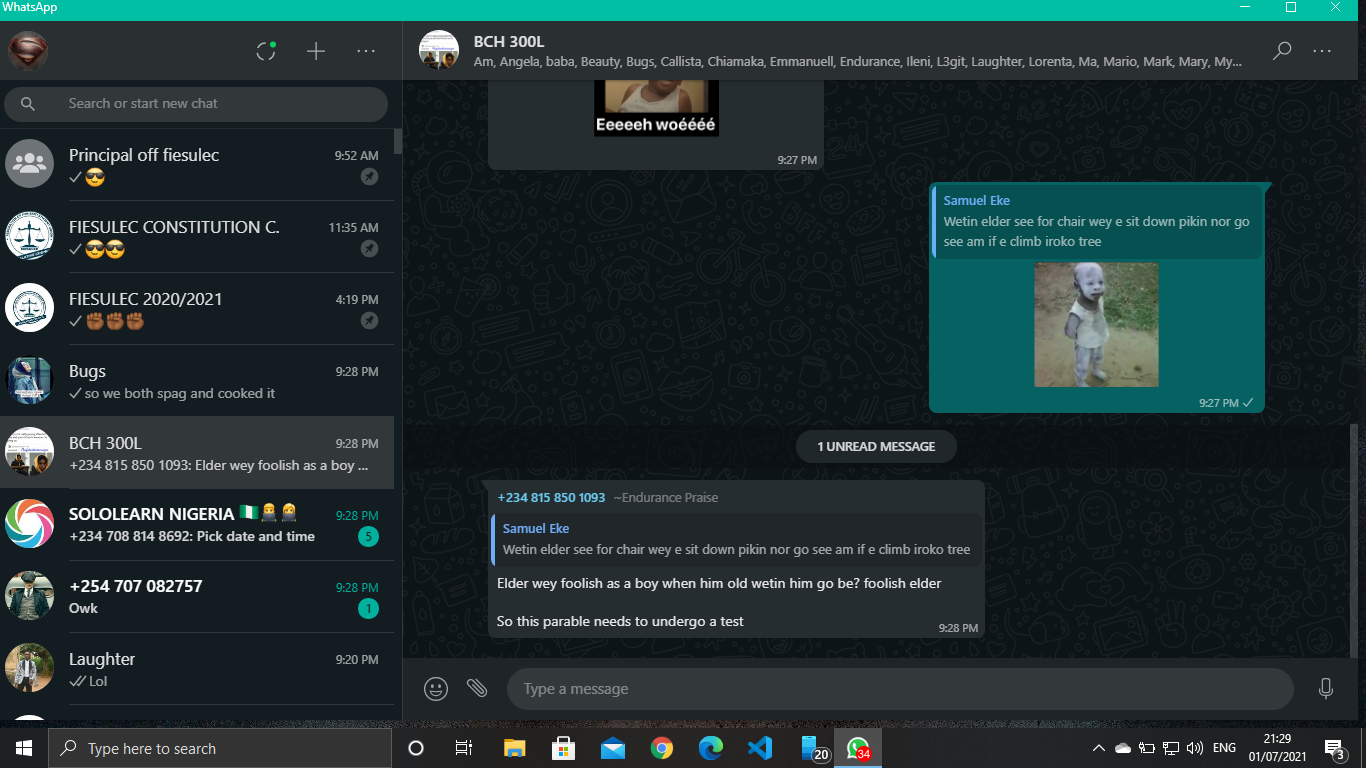 WhatsApp
Search or start new chat
Principal off fiesulec
9:52 AM
FIESULEC CONSTITUTION C.
11:35 AM
FIESULEC 2020/2021
4:19 PM
Bugs
9:28 PM
so we both spag and cooked it
BCH 300L
9:28 PM
+234 815 850 1093: Elder wey foolish as a boy ...
SOLOLEARN NIGERIA
9:28 PM
+234 708 814 8692: Pick date and time
5
+254 707 082757
9:28 PM
Owk
1
Laughter
9:20 PM
Lol
BCH 300L
Am, Angela, baba, Beauty, Bugs, Callista, Chiamaka, Emmanuell, Endurance, Ileni, L3git, Laughter, Lorenta, Ma, Mario, Mark, Mary, My...
Eeeeeh woéééé
9:27 PM
Samuel Eke
Wetin elder see for chair wey e sit down pikin nor go
see am if e climb iroko tree
9:27 PM
1 UNREAD MESSAGE
+234 815 850 1093 ~Endurance Praise
Samuel Eke
Wetin elder see for chair wey e sit down pikin nor go see am if e climb iroko tree
Elder wey foolish as a boy when him old wetin him go be? foolish elder
So this parable needs to undergo a test
9:28 PM
Type a message
Type here to search
20
34
ENG
21:29
01/07/2021
3